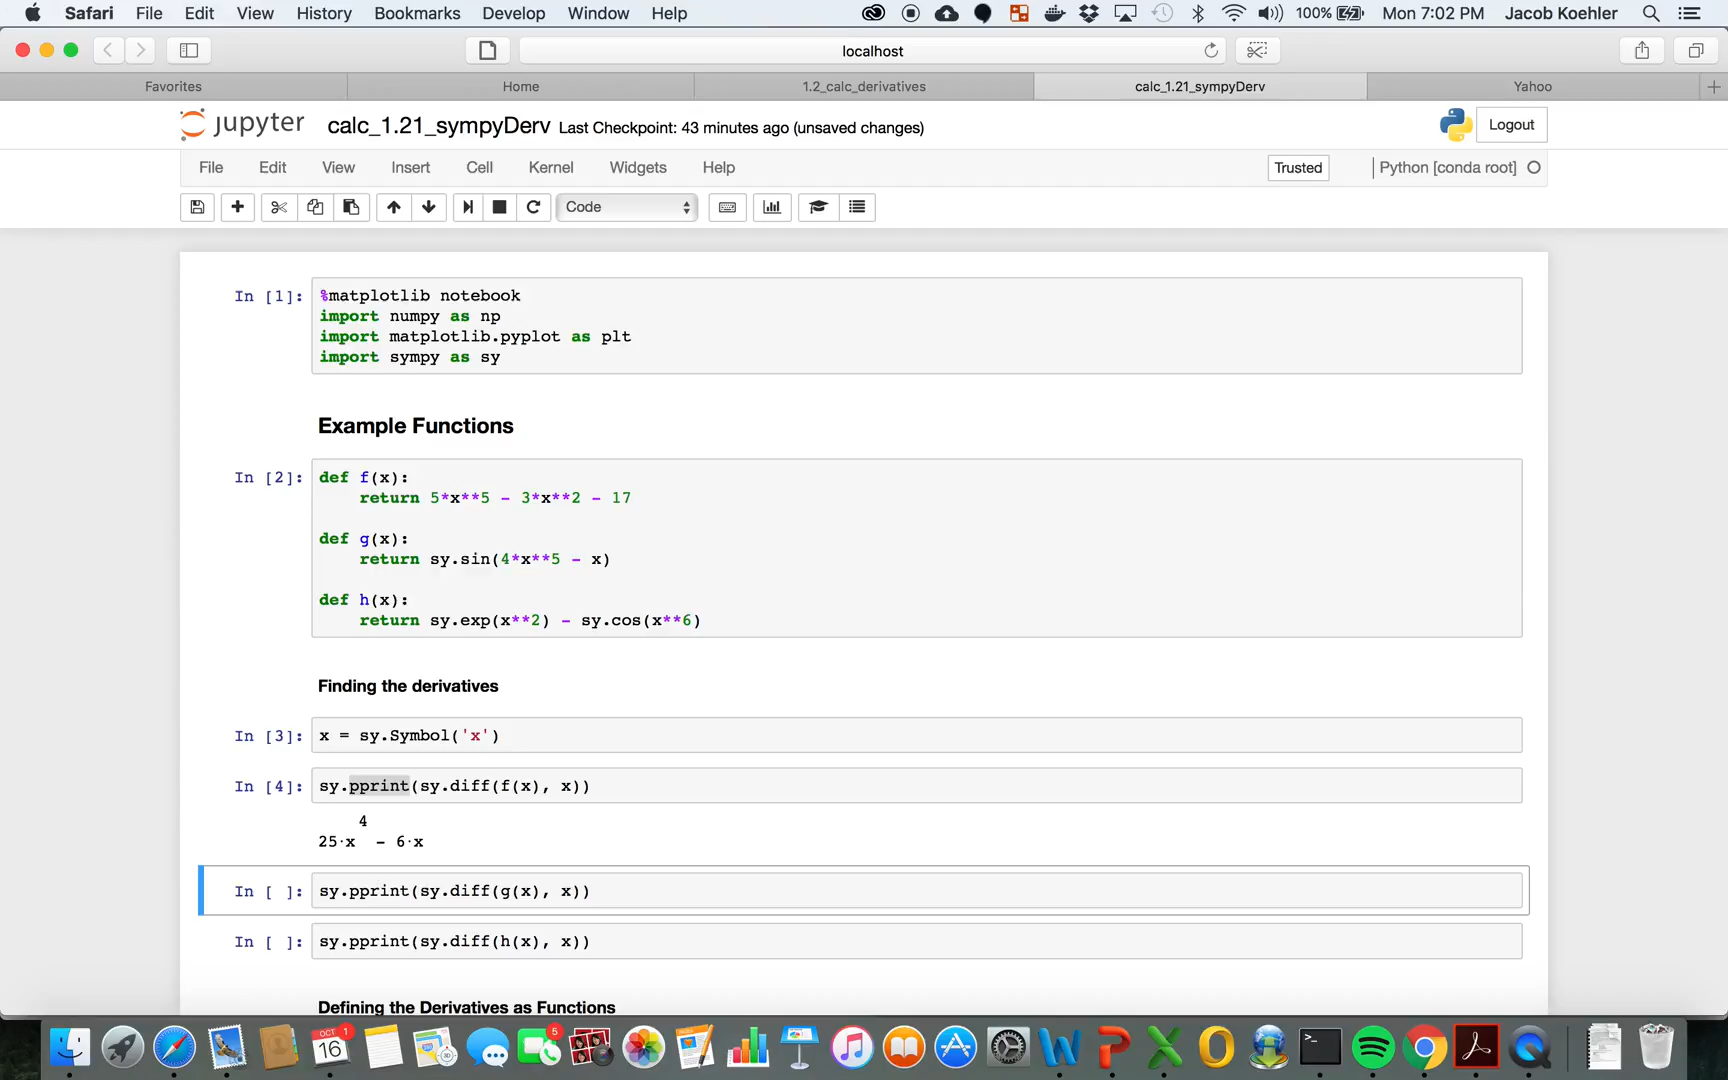 Safari File Edit View History Bookmarks Develop Window Help 100% Mon 7:02 PM Jacob Koehler
localhost
Favorites Home 1.2_calc_derivatives calc_1.21_sympyDerv Yahoo +
jupyter calc_1.21_sympyDerv Last Checkpoint: 43 minutes ago (unsaved changes) Logout
File Edit View Insert Cell Kernel Widgets Help Trusted Python [conda root]
Code
In [1]: %matplotlib notebook
import numpy as np
import matplotlib.pyplot as plt
import sympy as sy
Example Functions
In [2]: def f(x):
return 5*x**5 - 3*x**2 - 17
def g(x):
return sy.sin(4*x**5 - x)
def h(x):
return sy.exp(x**2) - sy.cos(x**6)
Finding the derivatives
In [3]: x = sy.Symbol('x')
In [4]: sy.pprint(sy.diff(f(x), x))
4
25·x - 6·x
In [ ]: sy.pprint(sy.diff(g(x), x))
In [ ]: sy.pprint(sy.diff(h(x), x))
Defining the Derivatives as Functions
OCT 1 5
16